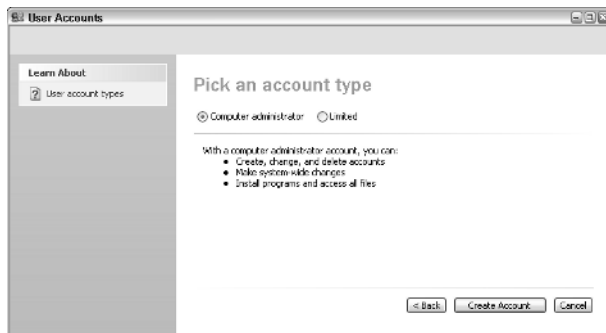 User Accounts
Learn About
User account types
Pick an account type
Computer administrator Limited
With a computer administrator account, you can:
• Create, change, and delete accounts
• Make system-wide changes
• Install programs and access all files
< Back Create Account Cancel